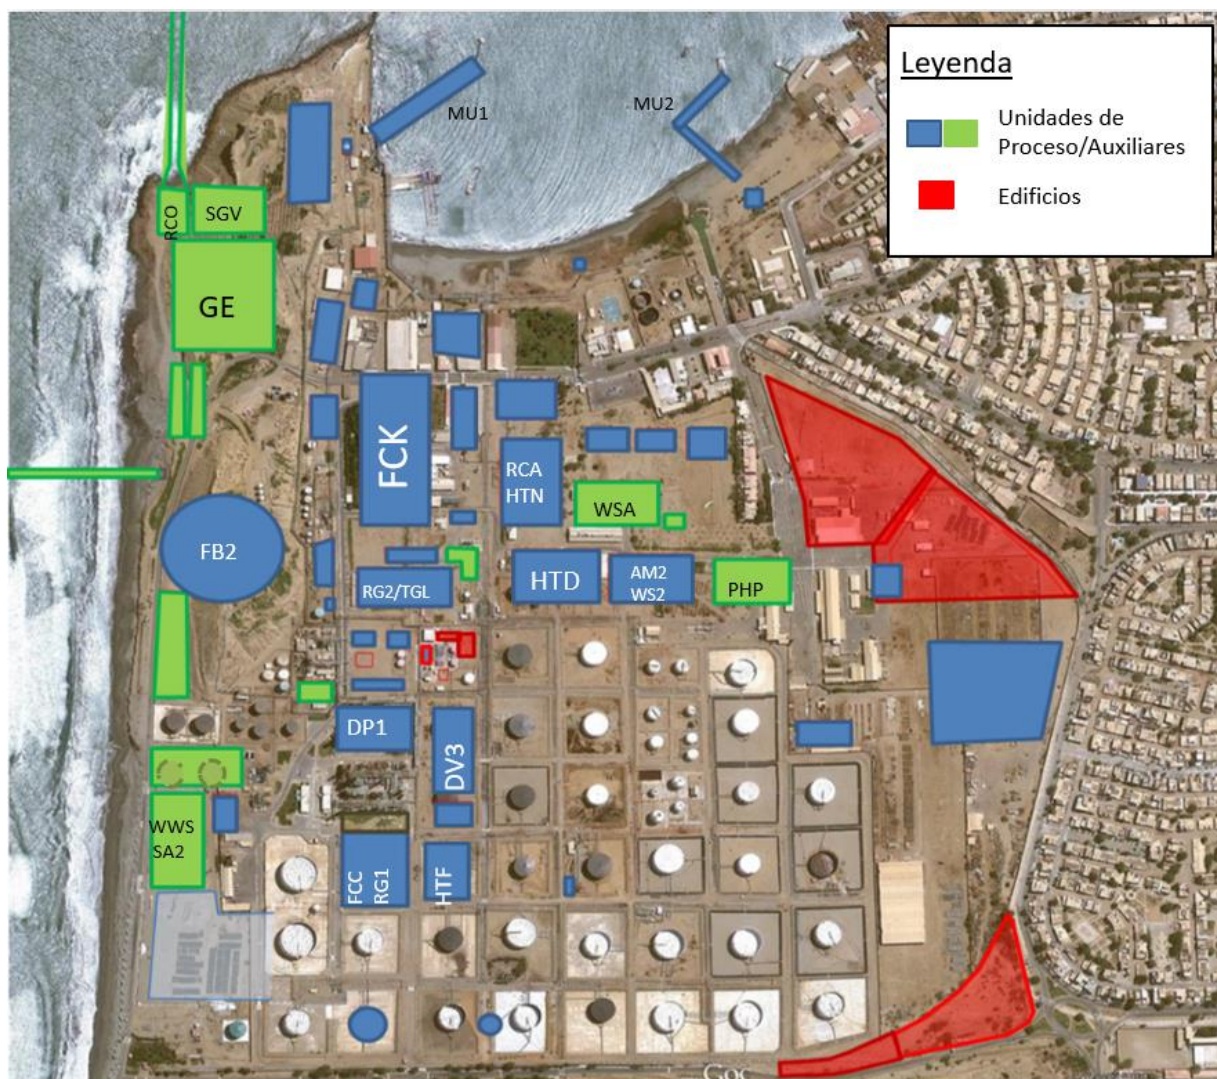 Leyenda
Unidades de
Proceso/Auxiliares
Edificios
MU1
MU2
RCO
SGV
GE
FCK
RCA
HTN
WSA
FB2
RG2/TGL
HTD
AM2
WS2
PHP
DP1
DV3
WWS
SA2
FCC
RG1
HTF
Goc